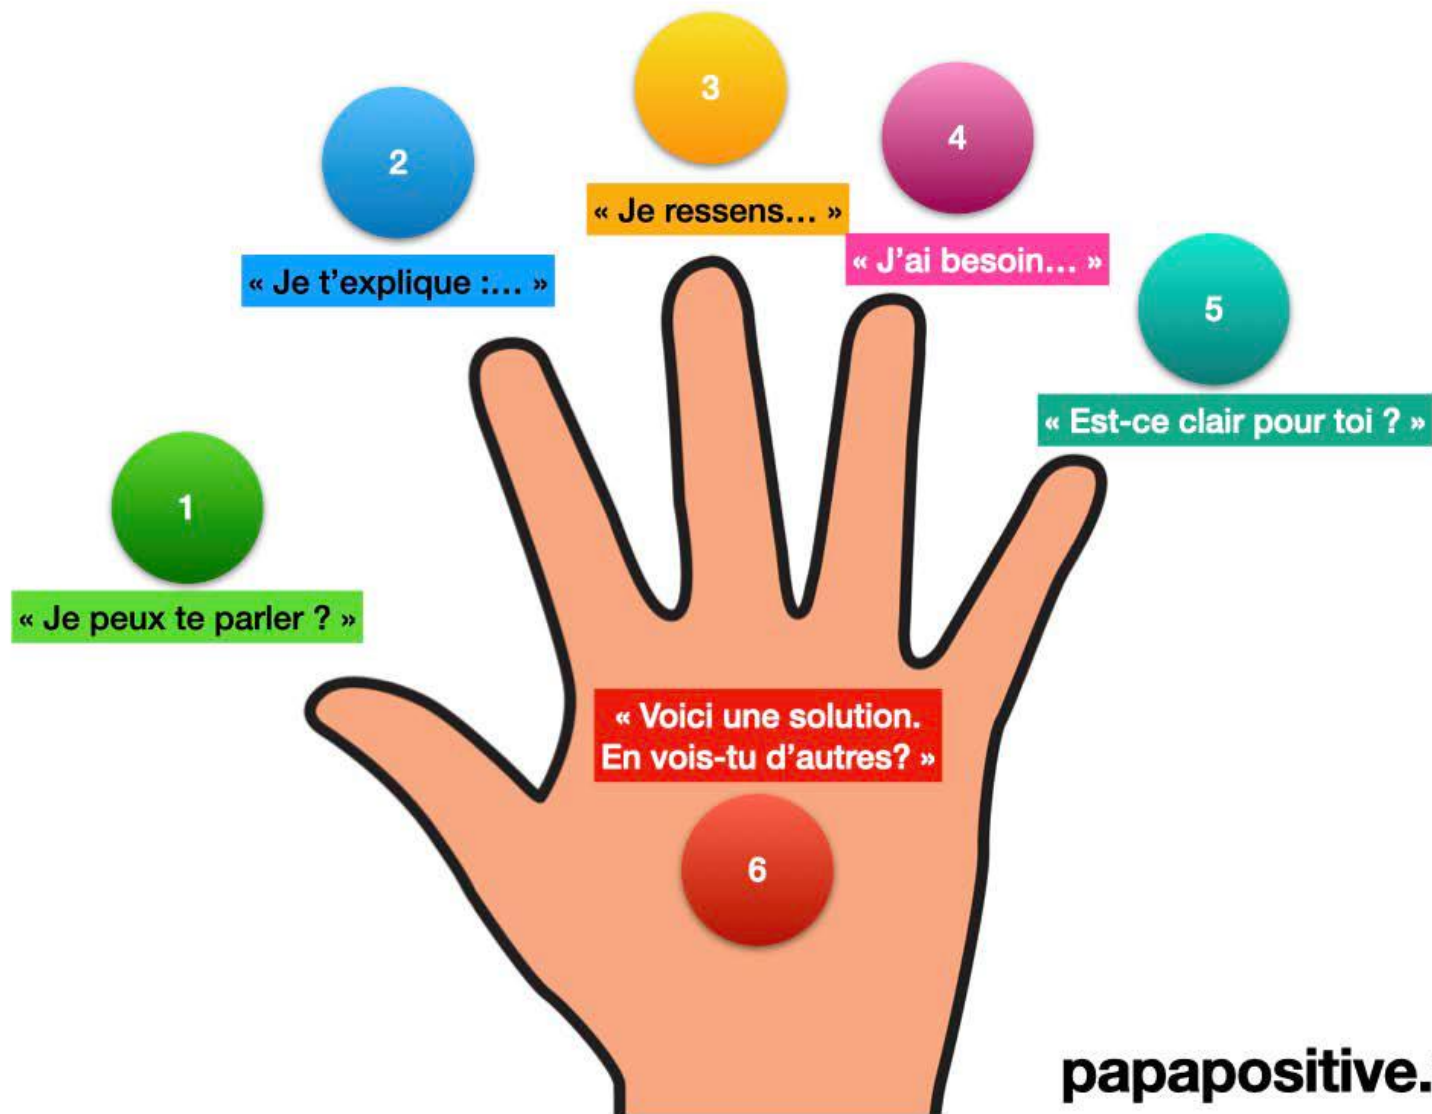 1
« Je peux te parler ? »
2
« Je t'explique :… »
3
« Je ressens… »
4
« J'ai besoin… »
5
« Est-ce clair pour toi ? »
« Voici une solution.
En vois-tu d'autres? »
6
papapositive.